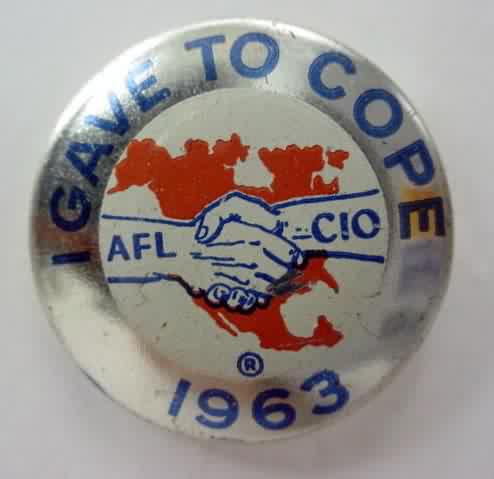 I GAVE TO COPE
AFL-CIO
®
1963